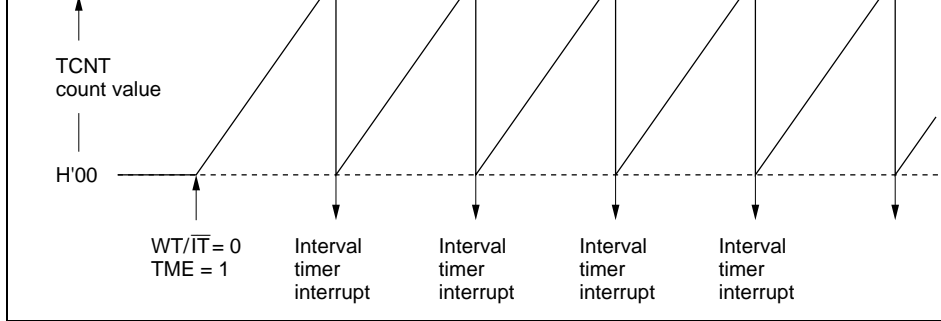 TCNT
count value
H'00
WT/I̅T̅ = 0
TME = 1
Interval
timer
interrupt
Interval
timer
interrupt
Interval
timer
interrupt
Interval
timer
interrupt